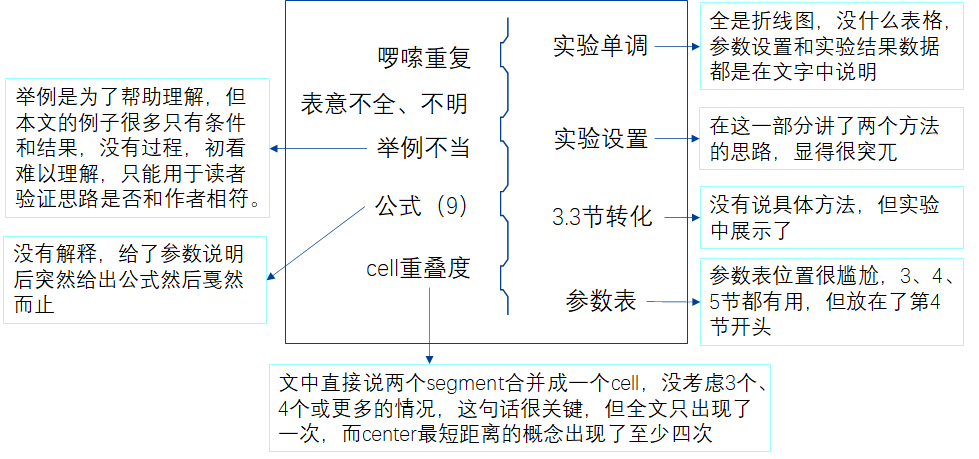 啰嗦重复
表意不全、不明
举例不当
公式（9）
cell重叠度
实验单调
实验设置
3.3节转化
参数表
举例是为了帮助理解，但
本文的例子很多只有条件
和结果，没有过程，初看
难以理解，只能用于读者
验证思路是否和作者相符。
没有解释，给了参数说明
后突然给出公式然后戛然
而止
全是折线图，没什么表格，
参数设置和实验结果数据
都是在文字中说明
在这一部分讲了两个方法
的思路，显得很突兀
没有说具体方法，但实验
中展示了
参数表位置很尴尬，3、4、
5节都有用，但放在了第4
节开头
文中直接说两个segment合并成一个cell，没考虑3个、
4个或更多的情况，这句话很关键，但全文只出现了
一次，而center最短距离的概念出现了至少四次